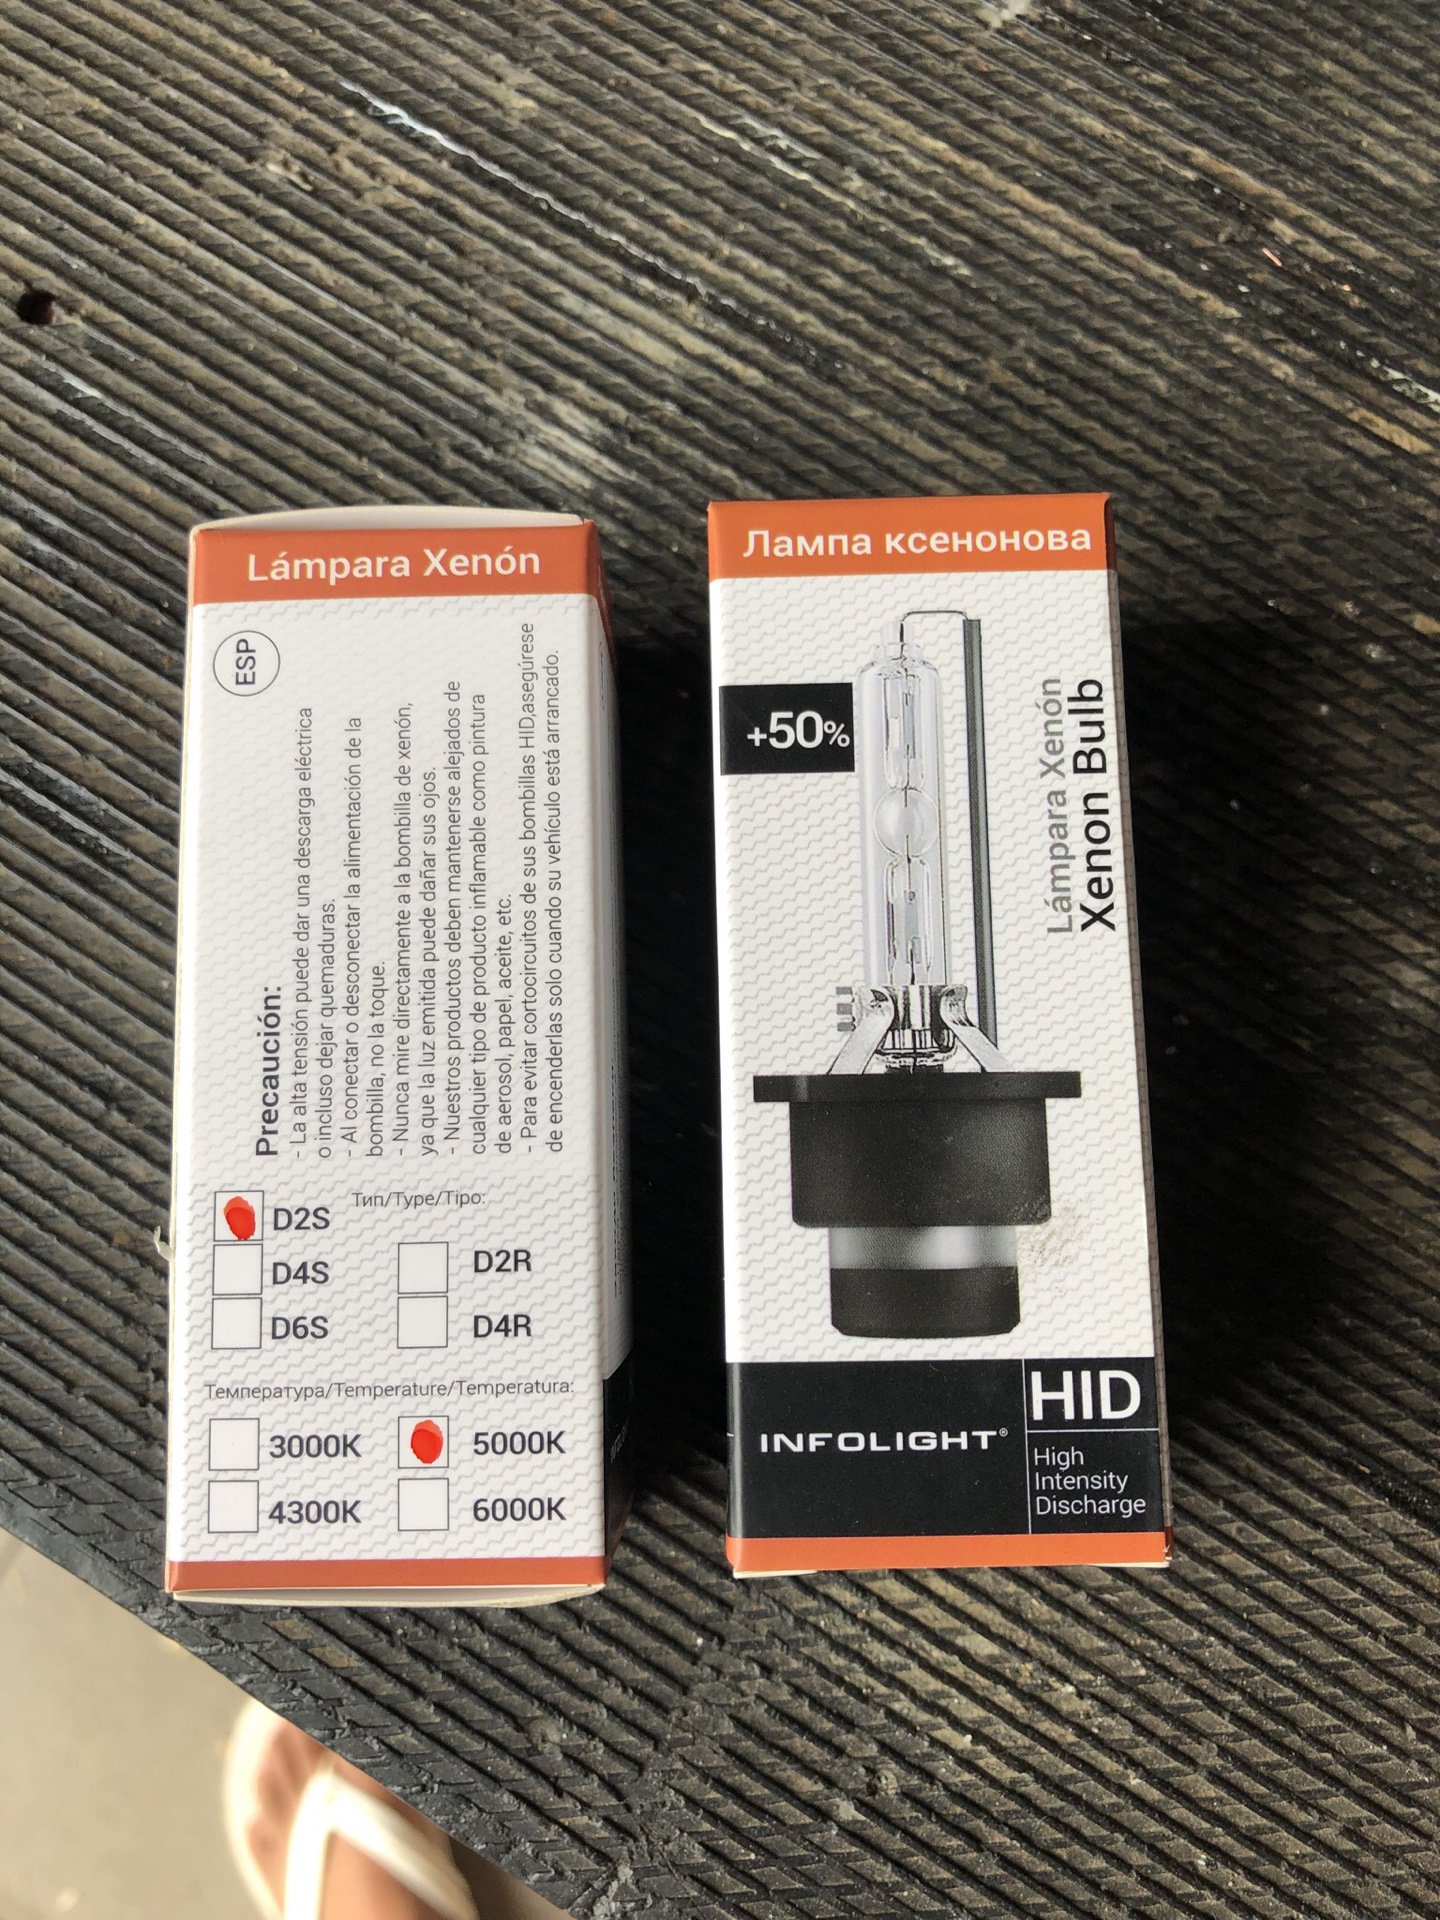 Lámpara Xenón
ESP
Precaución:
- La alta tensión puede dar una descarga eléctrica
o incluso dejar quemaduras.
- Al conectar o desconectar la alimentación de la
bombilla, no la toque.
- Nunca mire directamente a la bombilla de xenón,
ya que la luz emitida puede dañar sus ojos.
- Nuestros productos deben mantenerse alejados de
cualquier tipo de producto inflamable como pintura
de aerosol, papel, aceite, etc.
- Para evitar cortocircuitos de sus bombillas HID,asegúrese
de encenderlas solo cuando su vehículo está arrancado.
Тип/Type/Tipo:
D2S
D4S
D2R
D6S
D4R
Температура/Temperature/Temperatura:
3000K
5000K
4300K
6000K
Лампа ксенонова
+50%
Lámpara Xenón
Xenon Bulb
INFOLIGHT®
HID
High
Intensity
Discharge